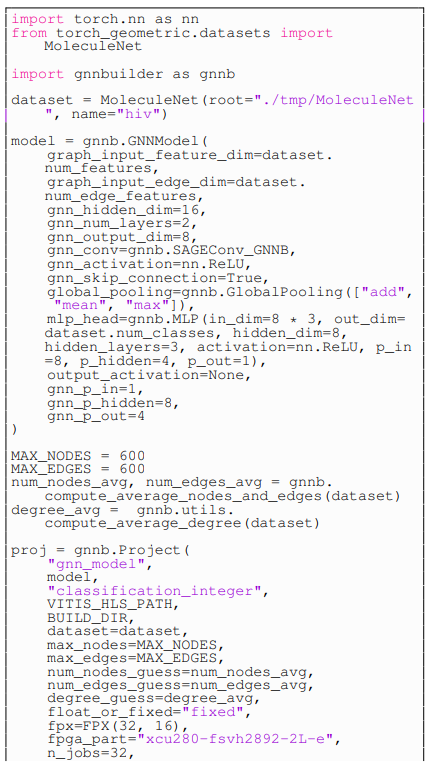 import torch.nn as nn
from torch_geometric.datasets import
MoleculeNet
import gnnbuilder as gnnb
dataset = MoleculeNet(root="./tmp/MoleculeNet
", name="hiv")
model = gnnb.GNNModel(
graph_input_feature_dim=dataset.
num_features,
graph_input_edge_dim=dataset.
num_edge_features,
gnn_hidden_dim=16,
gnn_num_layers=2,
gnn_output_dim=8,
gnn_conv=gnnb.SAGEConv_GNNB,
gnn_activation=nn.ReLU,
gnn_skip_connection=True,
global_pooling=gnnb.GlobalPooling(["add",
"mean", "max"]),
mlp_head=gnnb.MLP(in_dim=8 * 3, out_dim=
dataset.num_classes, hidden_dim=8,
hidden_layers=3, activation=nn.ReLU, p_in
=8, p_hidden=4, p_out=1),
output_activation=None,
gnn_p_in=1,
gnn_p_hidden=8,
gnn_p_out=4
)
MAX_NODES = 600
MAX_EDGES = 600
num_nodes_avg, num_edges_avg = gnnb.
compute_average_nodes_and_edges(dataset)
degree_avg =  gnnb.utils.
compute_average_degree(dataset)
proj = gnnb.Project(
"gnn_model",
model,
"classification_integer",
VITIS_HLS_PATH,
BUILD_DIR,
dataset=dataset,
max_nodes=MAX_NODES,
max_edges=MAX_EDGES,
num_nodes_guess=num_nodes_avg,
num_edges_guess=num_edges_avg,
degree_guess=degree_avg,
float_or_fixed="fixed",
fpx=FPX(32, 16),
fpga_part="xcu280-fsvh2892-2L-e",
n_jobs=32,